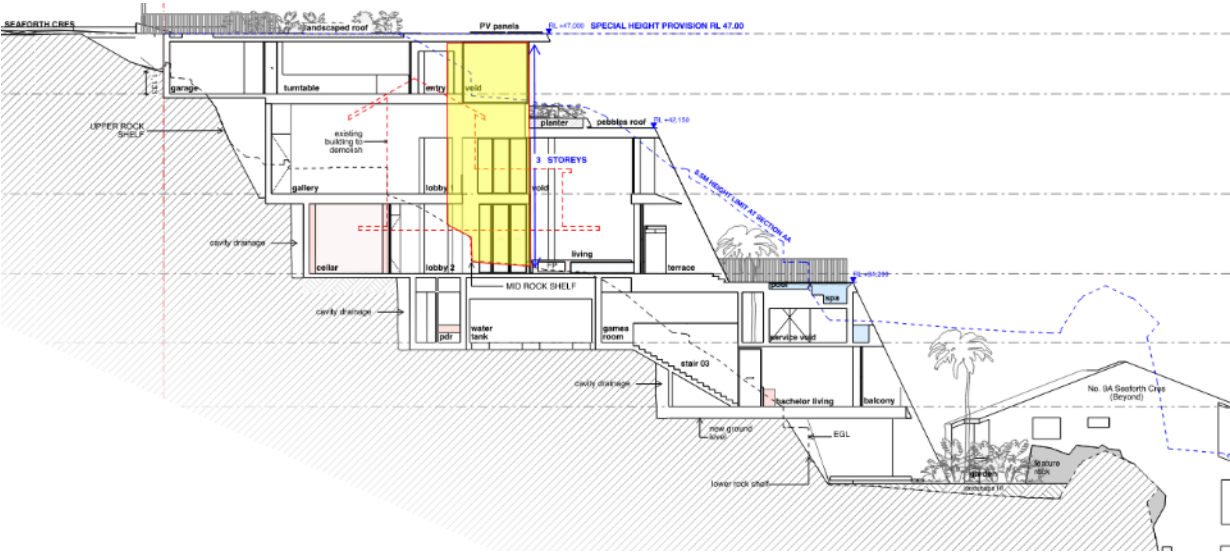 SEAFORTH CRES
landscaped roof
PV panels
RL +47,000
SPECIAL HEIGHT PROVISION RL 47.00
garage
turntable
entry
void
planter
pebbles roof
RL +42,150
UPPER ROCK
SHELF
existing
building to
demolish
3 STOREYS
gallery
lobby 1
void
8.5M HEIGHT LIMIT AT SECTION AA
cavity drainage
cellar
lobby 2
FP
living
terrace
MID ROCK SHELF
pool
spa
cavity drainage
pdr
water
tank
games
room
service void
stair 03
cavity drainage
bachelor living
balcony
No. 9A Seaforth Cres
(Beyond)
new ground
level
EGL
lower rock shelf
garden
feature
rock